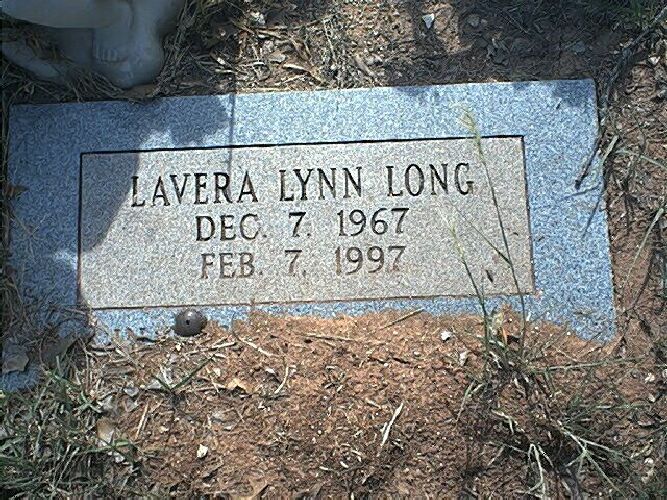 LAVERA LYNN LONG
DEC. 7, 1967
FEB. 7, 1997